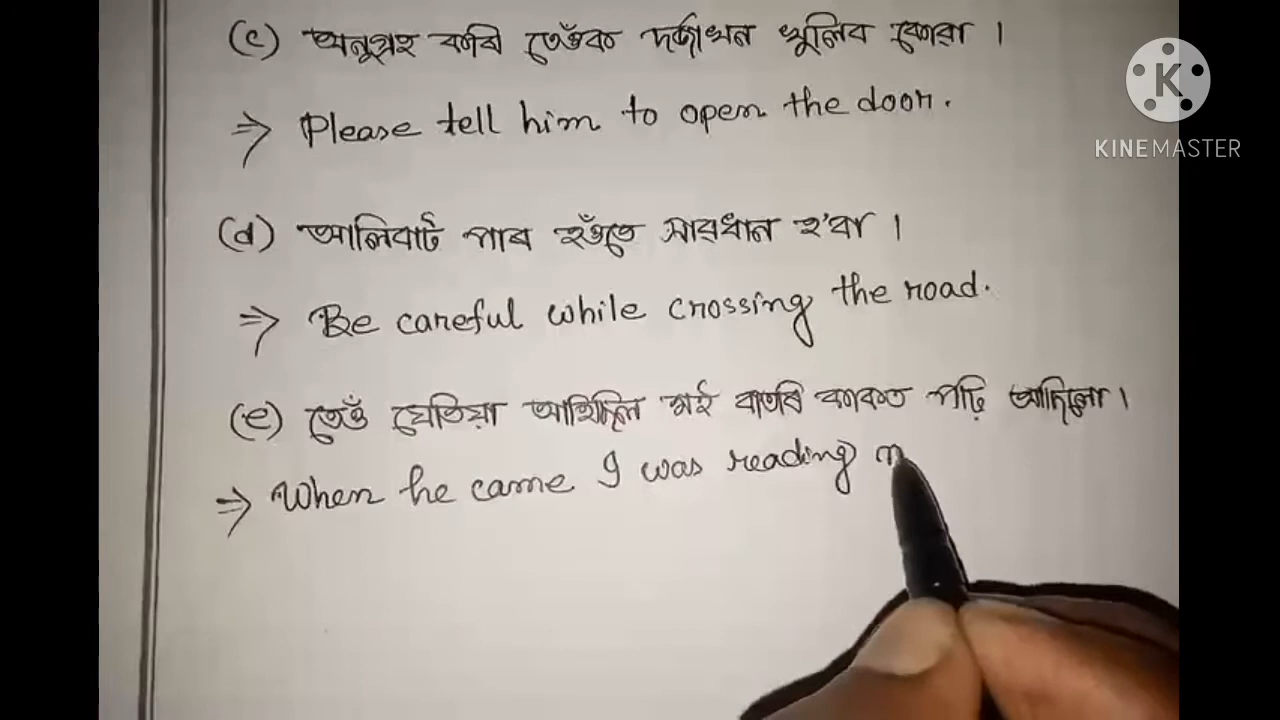 (c) অনুগ্ৰহ কৰি তেওঁক দৰ্জাখন খুলিব কোৱা ।
⇒ Please tell him to open the door.
(d) আলিবাট পাৰ হওঁতে সাৱধান হ'বা ।
⇒ Be careful while crossing the road.
(e) তেওঁ যেতিয়া আহিছিল মই বাতৰি কাকত পঢ়ি আছিলো ।
⇒ When he came I was reading n
K
KINEMASTER